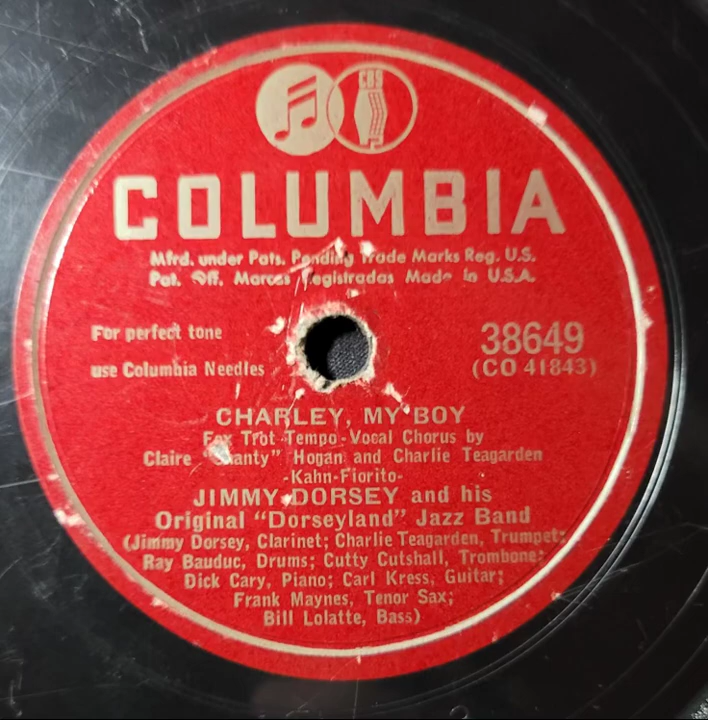 CBS
COLUMBIA
Mfrd. under Pats. Pending Trade Marks Reg. U.S.
Pat. Off. Marcas Registradas Made in U.S.A.
For perfect tone
use Columbia Needles
38649
(CO 41843)
CHARLEY, MY BOY
Fox Trot Tempo-Vocal Chorus by
Claire "Shanty" Hogan and Charlie Teagarden
-Kahn-Fiorito-
JIMMY DORSEY and his
Original "Dorseyland" Jazz Band
(Jimmy Dorsey, Clarinet; Charlie Teagarden, Trumpet;
Ray Bauduc, Drums; Cutty Cutshall, Trombone;
Dick Cary, Piano; Carl Kress, Guitar;
Frank Maynes, Tenor Sax;
Bill Lolatte, Bass)